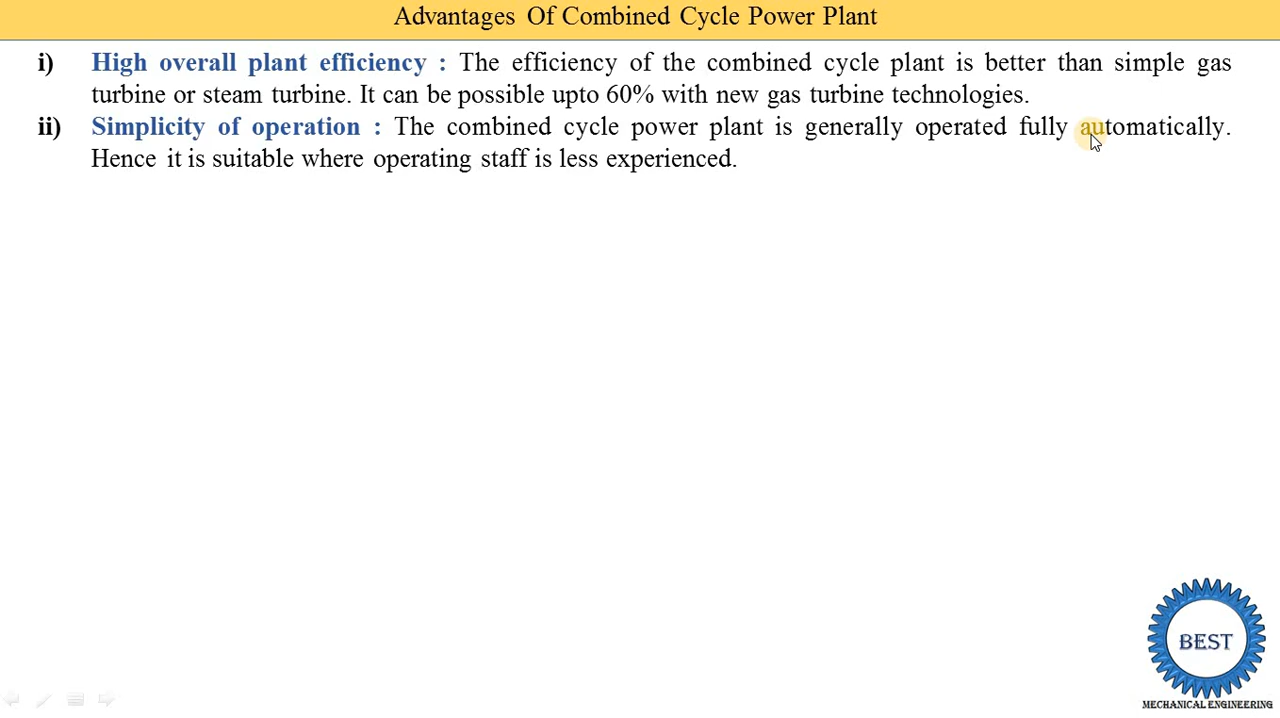 Advantages Of Combined Cycle Power Plant
i) High overall plant efficiency : The efficiency of the combined cycle plant is better than simple gas
turbine or steam turbine. It can be possible upto 60% with new gas turbine technologies.
ii) Simplicity of operation : The combined cycle power plant is generally operated fully automatically.
Hence it is suitable where operating staff is less experienced.
BEST
MECHANICAL ENGINEERING